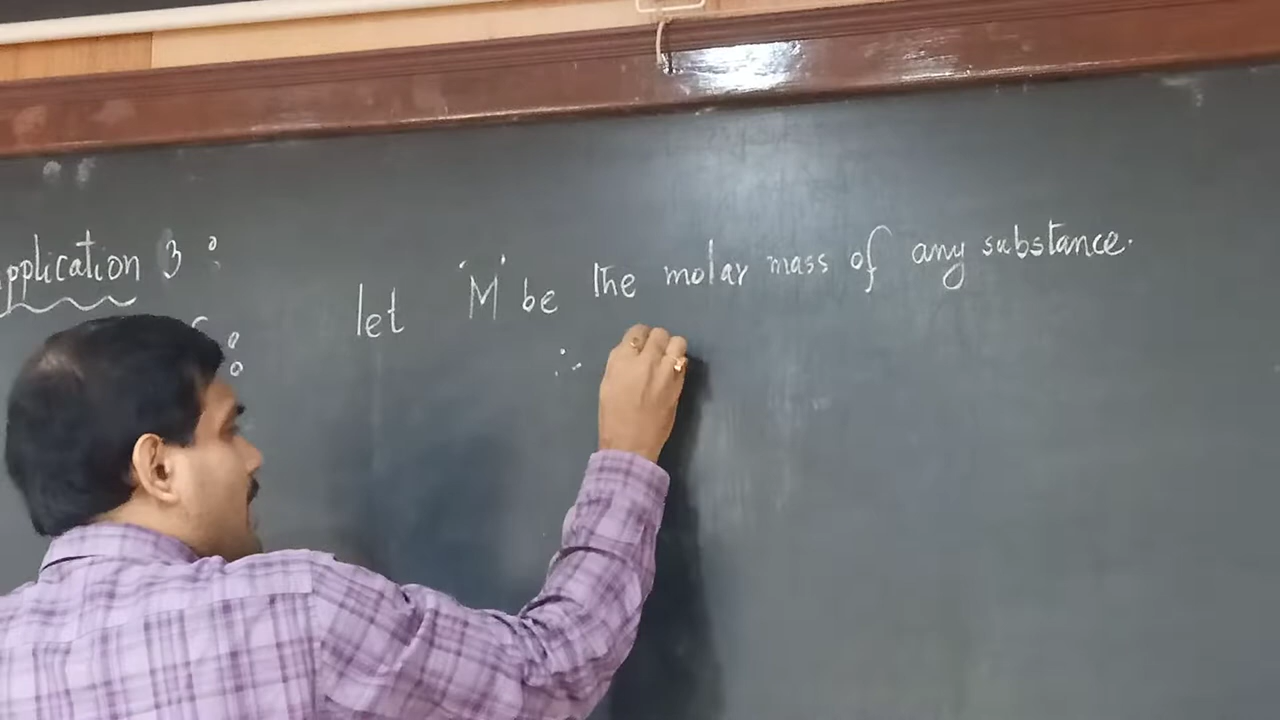 pplication 3 :
let "M" be the molar mass of any substance.
∴